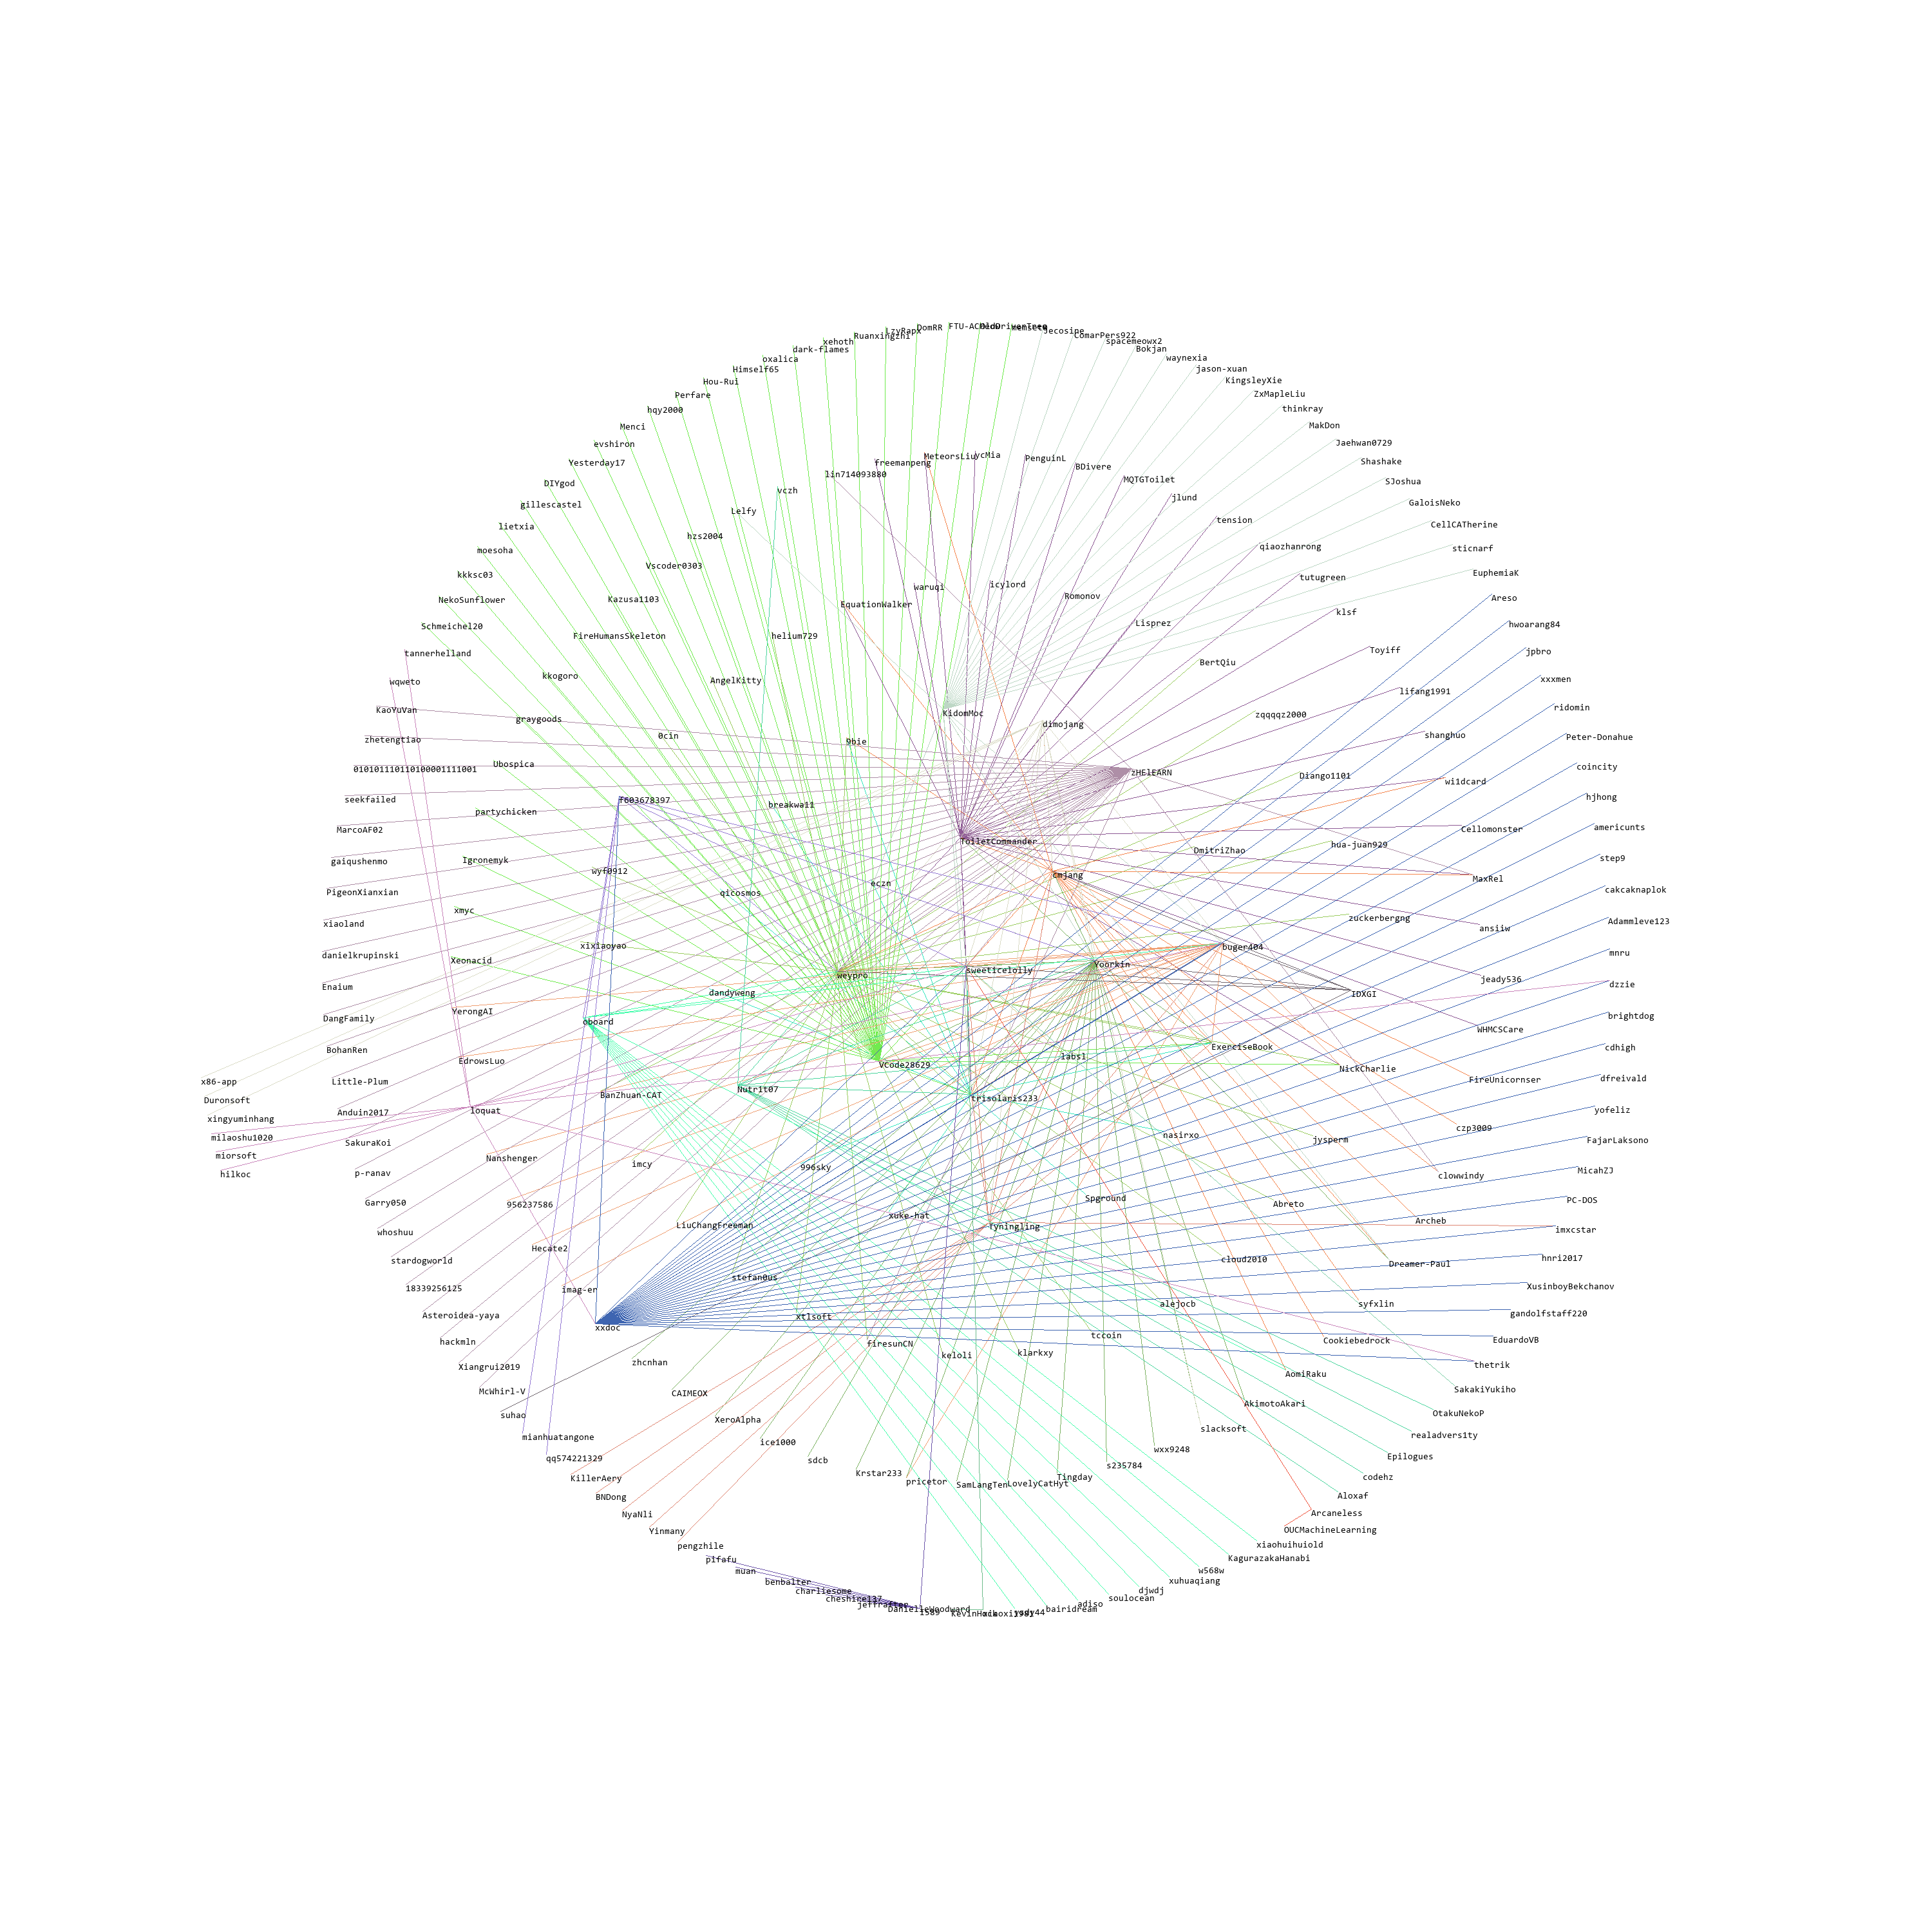 LzyRapx
DomRR
FTU-AC
OldDriverTree
memset0
Jecosine
ComarPers922
Ruanxingzhi
xehoth
spacemeowx2
dark-flames
Bokjan
oxalica
waynexia
Himself65
jason-xuan
Hou-Rui
KingsleyXie
Perfare
ZxMapleLiu
hqy2000
thinkray
Menci
MakDon
evshiron
Jaehwan0729
Yesterday17
MeteorsLiu
ycMia
PenguinL
Shashake
freemanpeng
BDivere
lin714093880
MQTGToilet
SJoshua
DIYgod
vczh
jlund
gillescastel
Lelfy
GaloisNeko
lietxia
tension
CellCATherine
hzs2004
moesoha
qiaozhanrong
sticnarf
Vscoder0303
kkksc03
tutugreen
EuphemiaK
waruqi
icylord
NekoSunflower
Kazusa1103
EquationWalker
Romonov
Areso
klsf
Schmeichel20
FireHumansSkeleton
helium729
Lisprez
hwoarang84
tannerhelland
Toyiff
jpbro
kkogoro
BertQiu
wqweto
AngelKitty
xxxmen
lifang1991
KaoYuVan
KidomMoc
zqqqqz2000
ridomin
graygoods
dimojang
zhetengtiao
0cin
9bie
shanghuo
Peter-Donahue
010101110110100001111001
Ubospica
zHElEARN
Diango1101
coincity
wi1dcard
seekfailed
f603678397
breakwa11
hjhong
partychicken
MarcoAF02
ToiletCommander
Cellomonster
americunts
gaiqushenmo
Igronemyk
DmitriZhao
hua-juan929
step9
wyf0912
cmjang
MaxRel
PigeonXianxian
qicosmos
eczn
cakcaknaplok
xiaoland
xmyc
zuckerbergng
ansiiw
Adammleve123
danielkrupinski
xixiaoyao
buger404
mnru
Xeonacid
weypro
sweeticelolly
Yoorkin
jeady536
dzzie
Enaium
dandyweng
IDXGI
DangFamily
YerongAI
oboard
WHMCSCare
brightdog
BohanRen
EdrowsLuo
VCode28629
labsl
ExerciseBook
NickCharlie
cdhigh
x86-app
Little-Plum
Nutr1t07
FireUnicornser
dfreivald
Duronsoft
BanZhuan-CAT
trisolaris233
xingyuminhang
Anduin2017
loquat
yofeliz
milaoshu1020
SakuraKoi
nasirxo
jysperm
czp3009
FajarLaksono
miorsoft
Nanshenger
imcy
996sky
hilkoc
p-ranav
clowwindy
MicahZJ
Garry050
956237586
Spground
Abreto
PC-DOS
whoshuu
LiuChangFreeman
xuke-hat
ryningling
Archeb
imxcstar
stardogworld
Hecate2
cloud2010
Dreamer-Paul
hnri2017
18339256125
imag-er
stefan0us
XusinboyBekchanov
Asteroidea-yaya
xtlsoft
alejocb
syfxlin
gandolfstaff220
hackmln
xxdoc
firesunCN
tccoin
Cookiebedrock
EduardoVB
Xiangrui2019
zhcnhan
keloli
klarkxy
thetrik
McWhirl-V
CAIMEOX
AomiRaku
SakakiYukiho
suhao
XeroAlpha
AkimotoAkari
OtakuNekoP
mianhuatangone
ice1000
slacksoft
realadvers1ty
qq574221329
sdcb
wxx9248
Epilogues
KillerAery
Krstar233
pricetor
SamLangTen
LovelyCatHyt
Tingday
s235784
codehz
BNDong
Aloxaf
NyaNli
Arcaneless
Yinmany
OUCMachineLearning
pengzhile
xiaohuihuiold
p1fafu
KagurazakaHanabi
muan
w568w
benbalter
xuhuaqiang
charliesome
djwdj
cheshire137
soulocean
adiso
DanielleWoodward
1589
bairidream